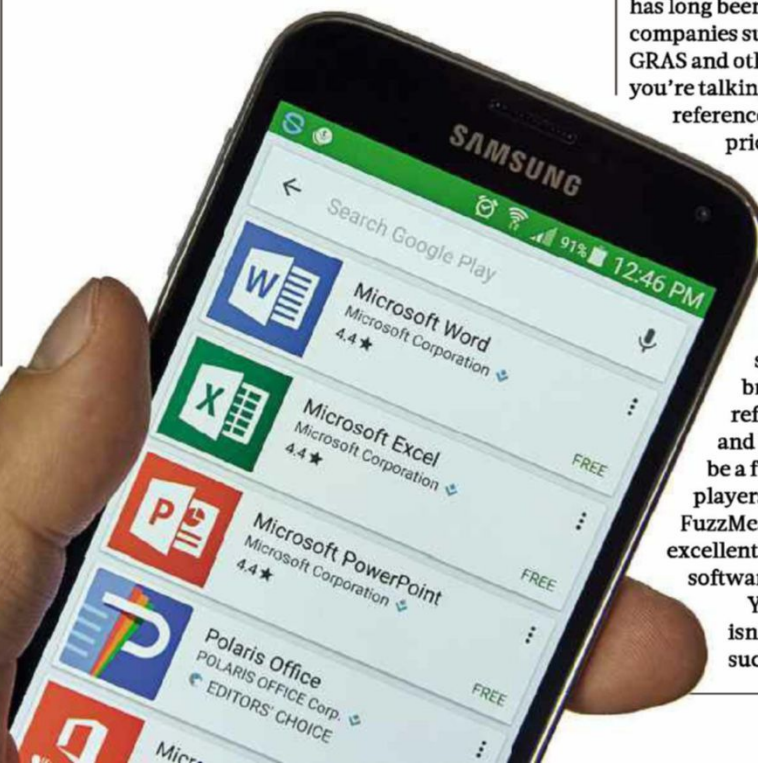 has long been
companies su
GRAS and oth
you're talkin
reference
pric
SAMSUNG
91% 12:46 PM
Search Google Play
W
Microsoft Word
Microsoft Corporation
4.4★
FREE
X
Microsoft Excel
Microsoft Corporation
4.4★
FREE
P
Microsoft PowerPoint
Microsoft Corporation
4.4★
FREE
Polaris Office
POLARIS OFFICE Corp.
EDITORS' CHOICE
Micr
s
br
ref
and
be a f
players
FuzzMe
excellent
softwar
Y
isn
suc